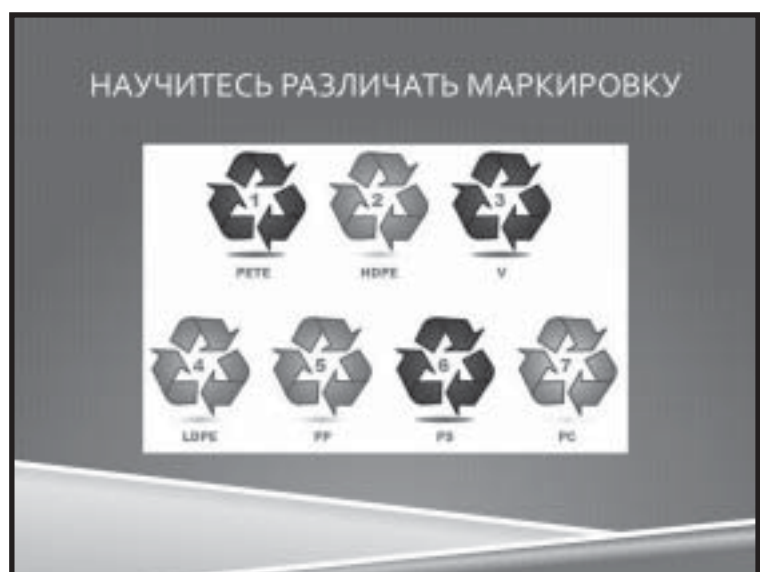 НАУЧИТЕСЬ РАЗЛИЧАТЬ МАРКИРОВКУ
1 2 3
PETE HDPE V
4 5 6 7
LDPE PP PS PC